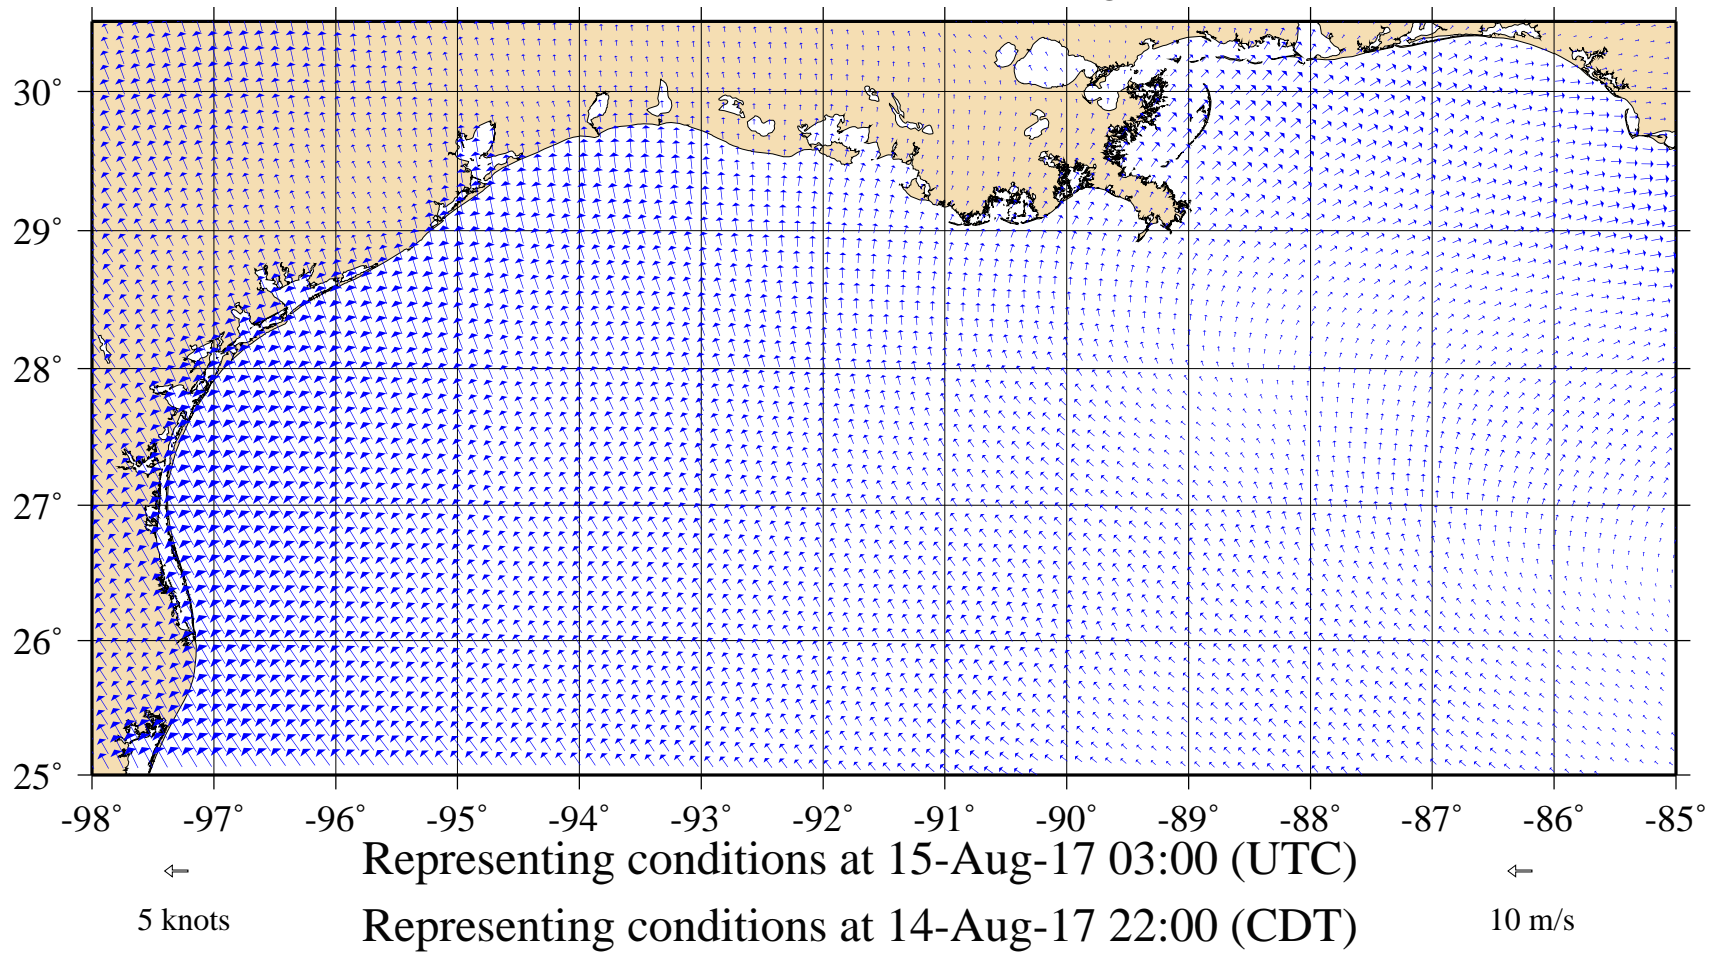 30°
29°
28°
27°
26°
25°
-98° -97° -96° -95° -94° -93° -92° -91° -90° -89° -88° -87° -86° -85°
Representing conditions at 15-Aug-17 03:00 (UTC)
5 knots
10 m/s
Representing conditions at 14-Aug-17 22:00 (CDT)